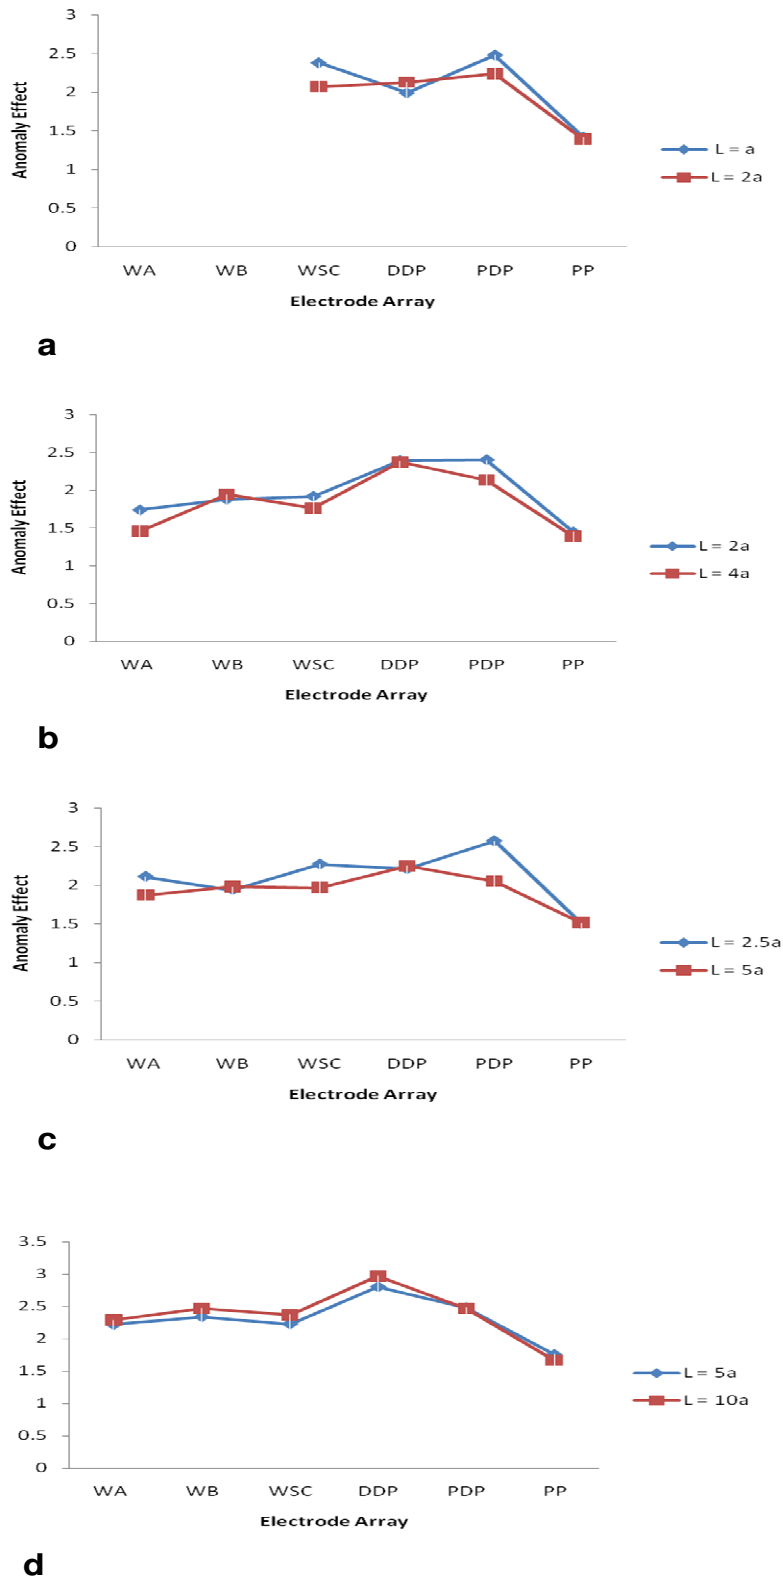 3
2.5
2
1.5
1
0.5
0
Anomaly Effect
WA WB WSC DDP PDP PP
Electrode Array
L = a
L = 2a
a
3
2.5
2
1.5
1
0.5
0
Anomaly Effect
WA WB WSC DDP PDP PP
Electrode Array
L = 2a
L = 4a
b
3
2.5
2
1.5
1
0.5
0
Anomaly Effect
WA WB WSC DDP PDP PP
Electrode Array
L = 2.5a
L = 5a
c
3.5
3
2.5
2
1.5
1
0.5
0
WA WB WSC DDP PDP PP
Electrode Array
L = 5a
L = 10a
d